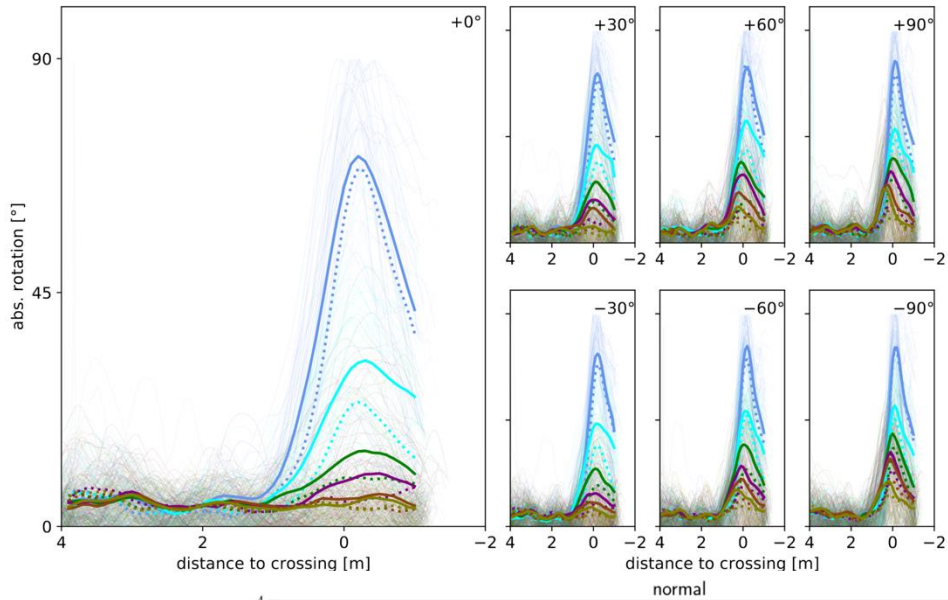 +0°
+30°
+60°
+90°
90
45
0
abs. rotation [°]
4 2 0 −2
distance to crossing [m]
4 2 0 −2
4 2 0 −2
4 2 0 −2
−30°
−60°
−90°
4 2 0 −2
4 2 0 −2
4 2 0 −2
distance to crossing [m]
normal